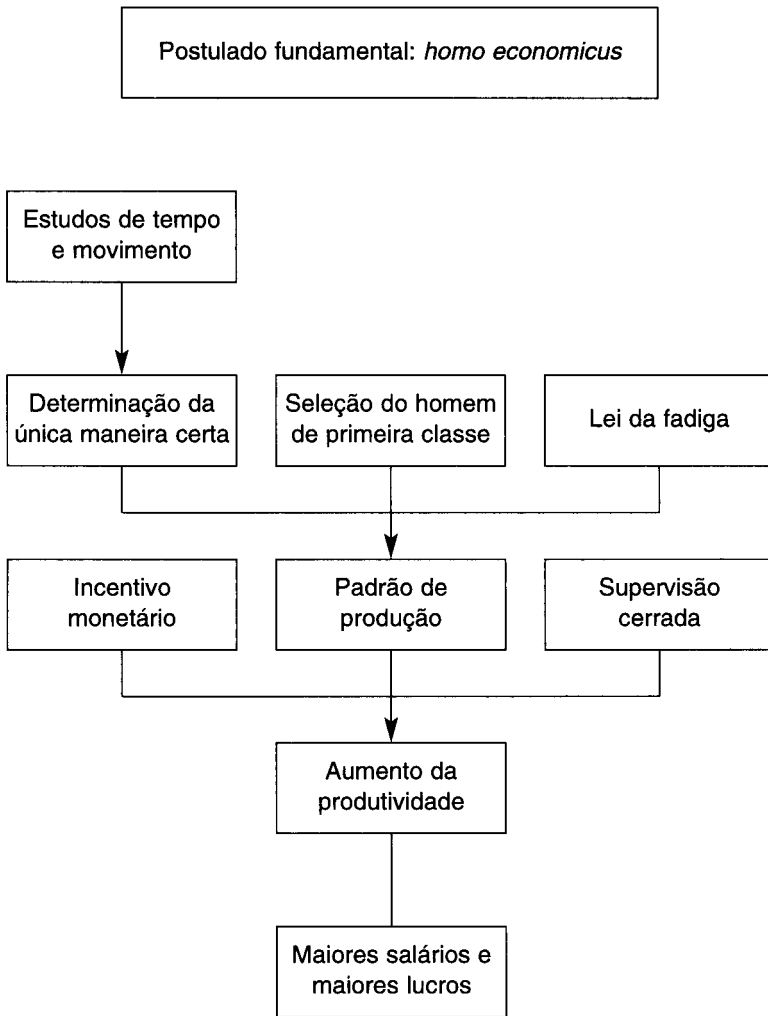 Postulado fundamental: homo economicus
Estudos de tempo
e movimento
Determinação da
única maneira certa
Seleção do homem
de primeira classe
Lei da fadiga
Incentivo
monetário
Padrão de
produção
Supervisão
cerrada
Aumento da
produtividade
Maiores salários e
maiores lucros